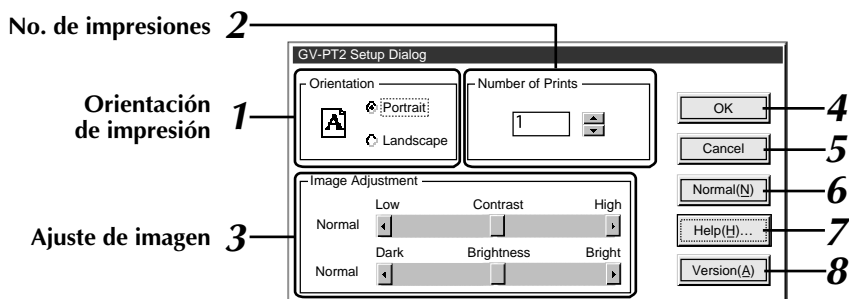 No. de impresiones 2
GV-PT2 Setup Dialog
Orientación
de impresión 1
Orientation
A
Portrait
Landscape
Number of Prints
1
OK 4
Cancel 5
Normal(N) 6
Help(H)... 7
Version(A) 8
Ajuste de imagen 3
Image Adjustment
Low Contrast High
Normal
Dark Brightness Bright
Normal